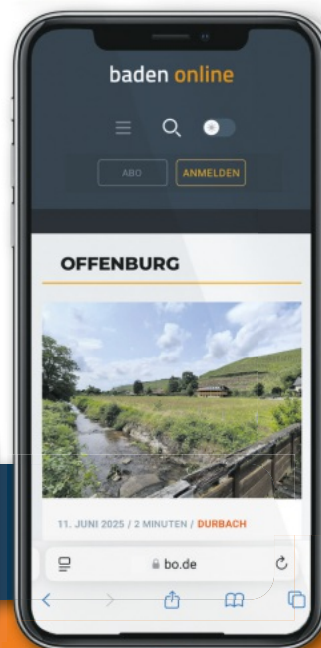 baden online
ABO
ANMELDEN
OFFENBURG
11. JUNI 2025 / 2 MINUTEN / DURBACH
bo.de